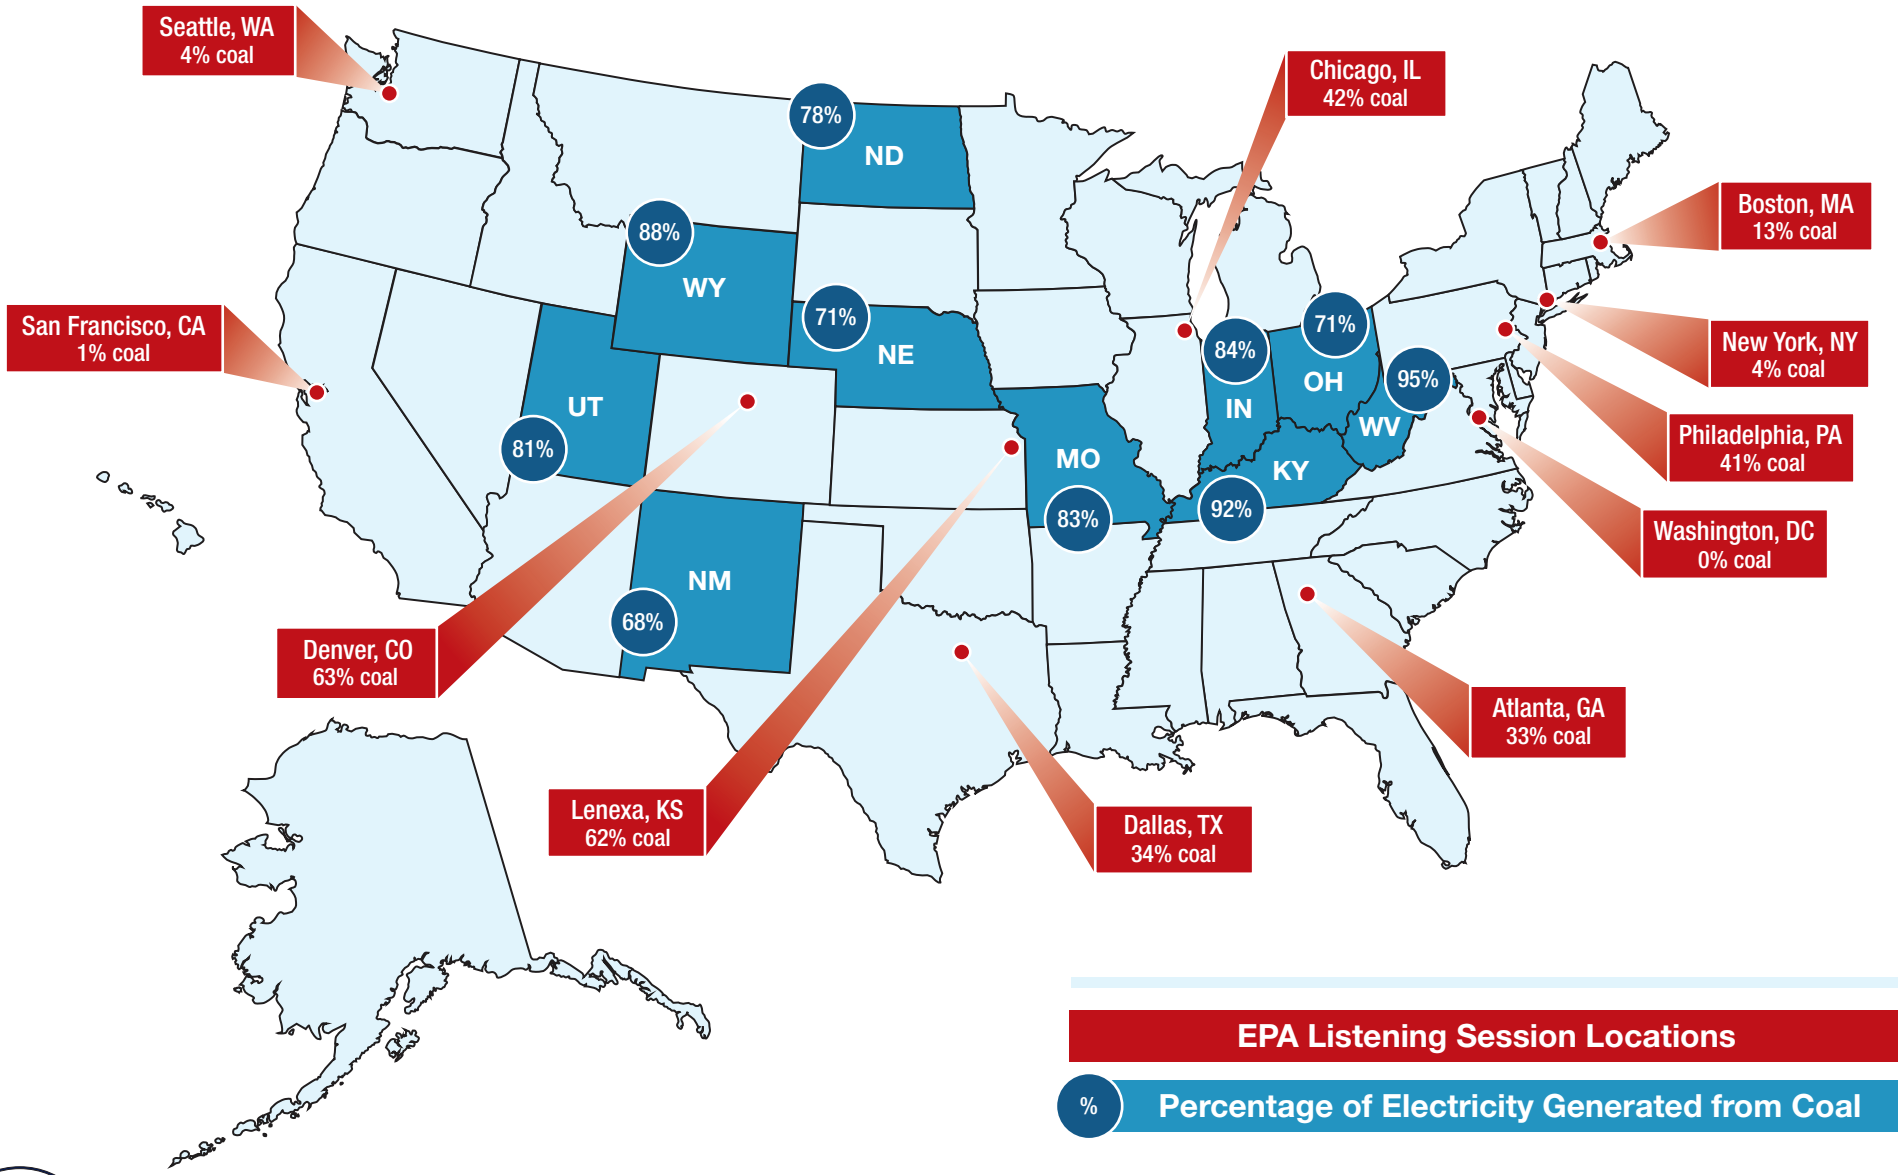 Seattle, WA
4% coal
Chicago, IL
42% coal
78%
ND
Boston, MA
13% coal
88%
WY
San Francisco, CA
1% coal
71%
NE
84%
IN
71%
OH
95%
WV
New York, NY
4% coal
UT
81%
MO
83%
KY
92%
Philadelphia, PA
41% coal
Washington, DC
0% coal
NM
68%
Denver, CO
63% coal
Atlanta, GA
33% coal
Lenexa, KS
62% coal
Dallas, TX
34% coal
EPA Listening Session Locations
%
Percentage of Electricity Generated from Coal